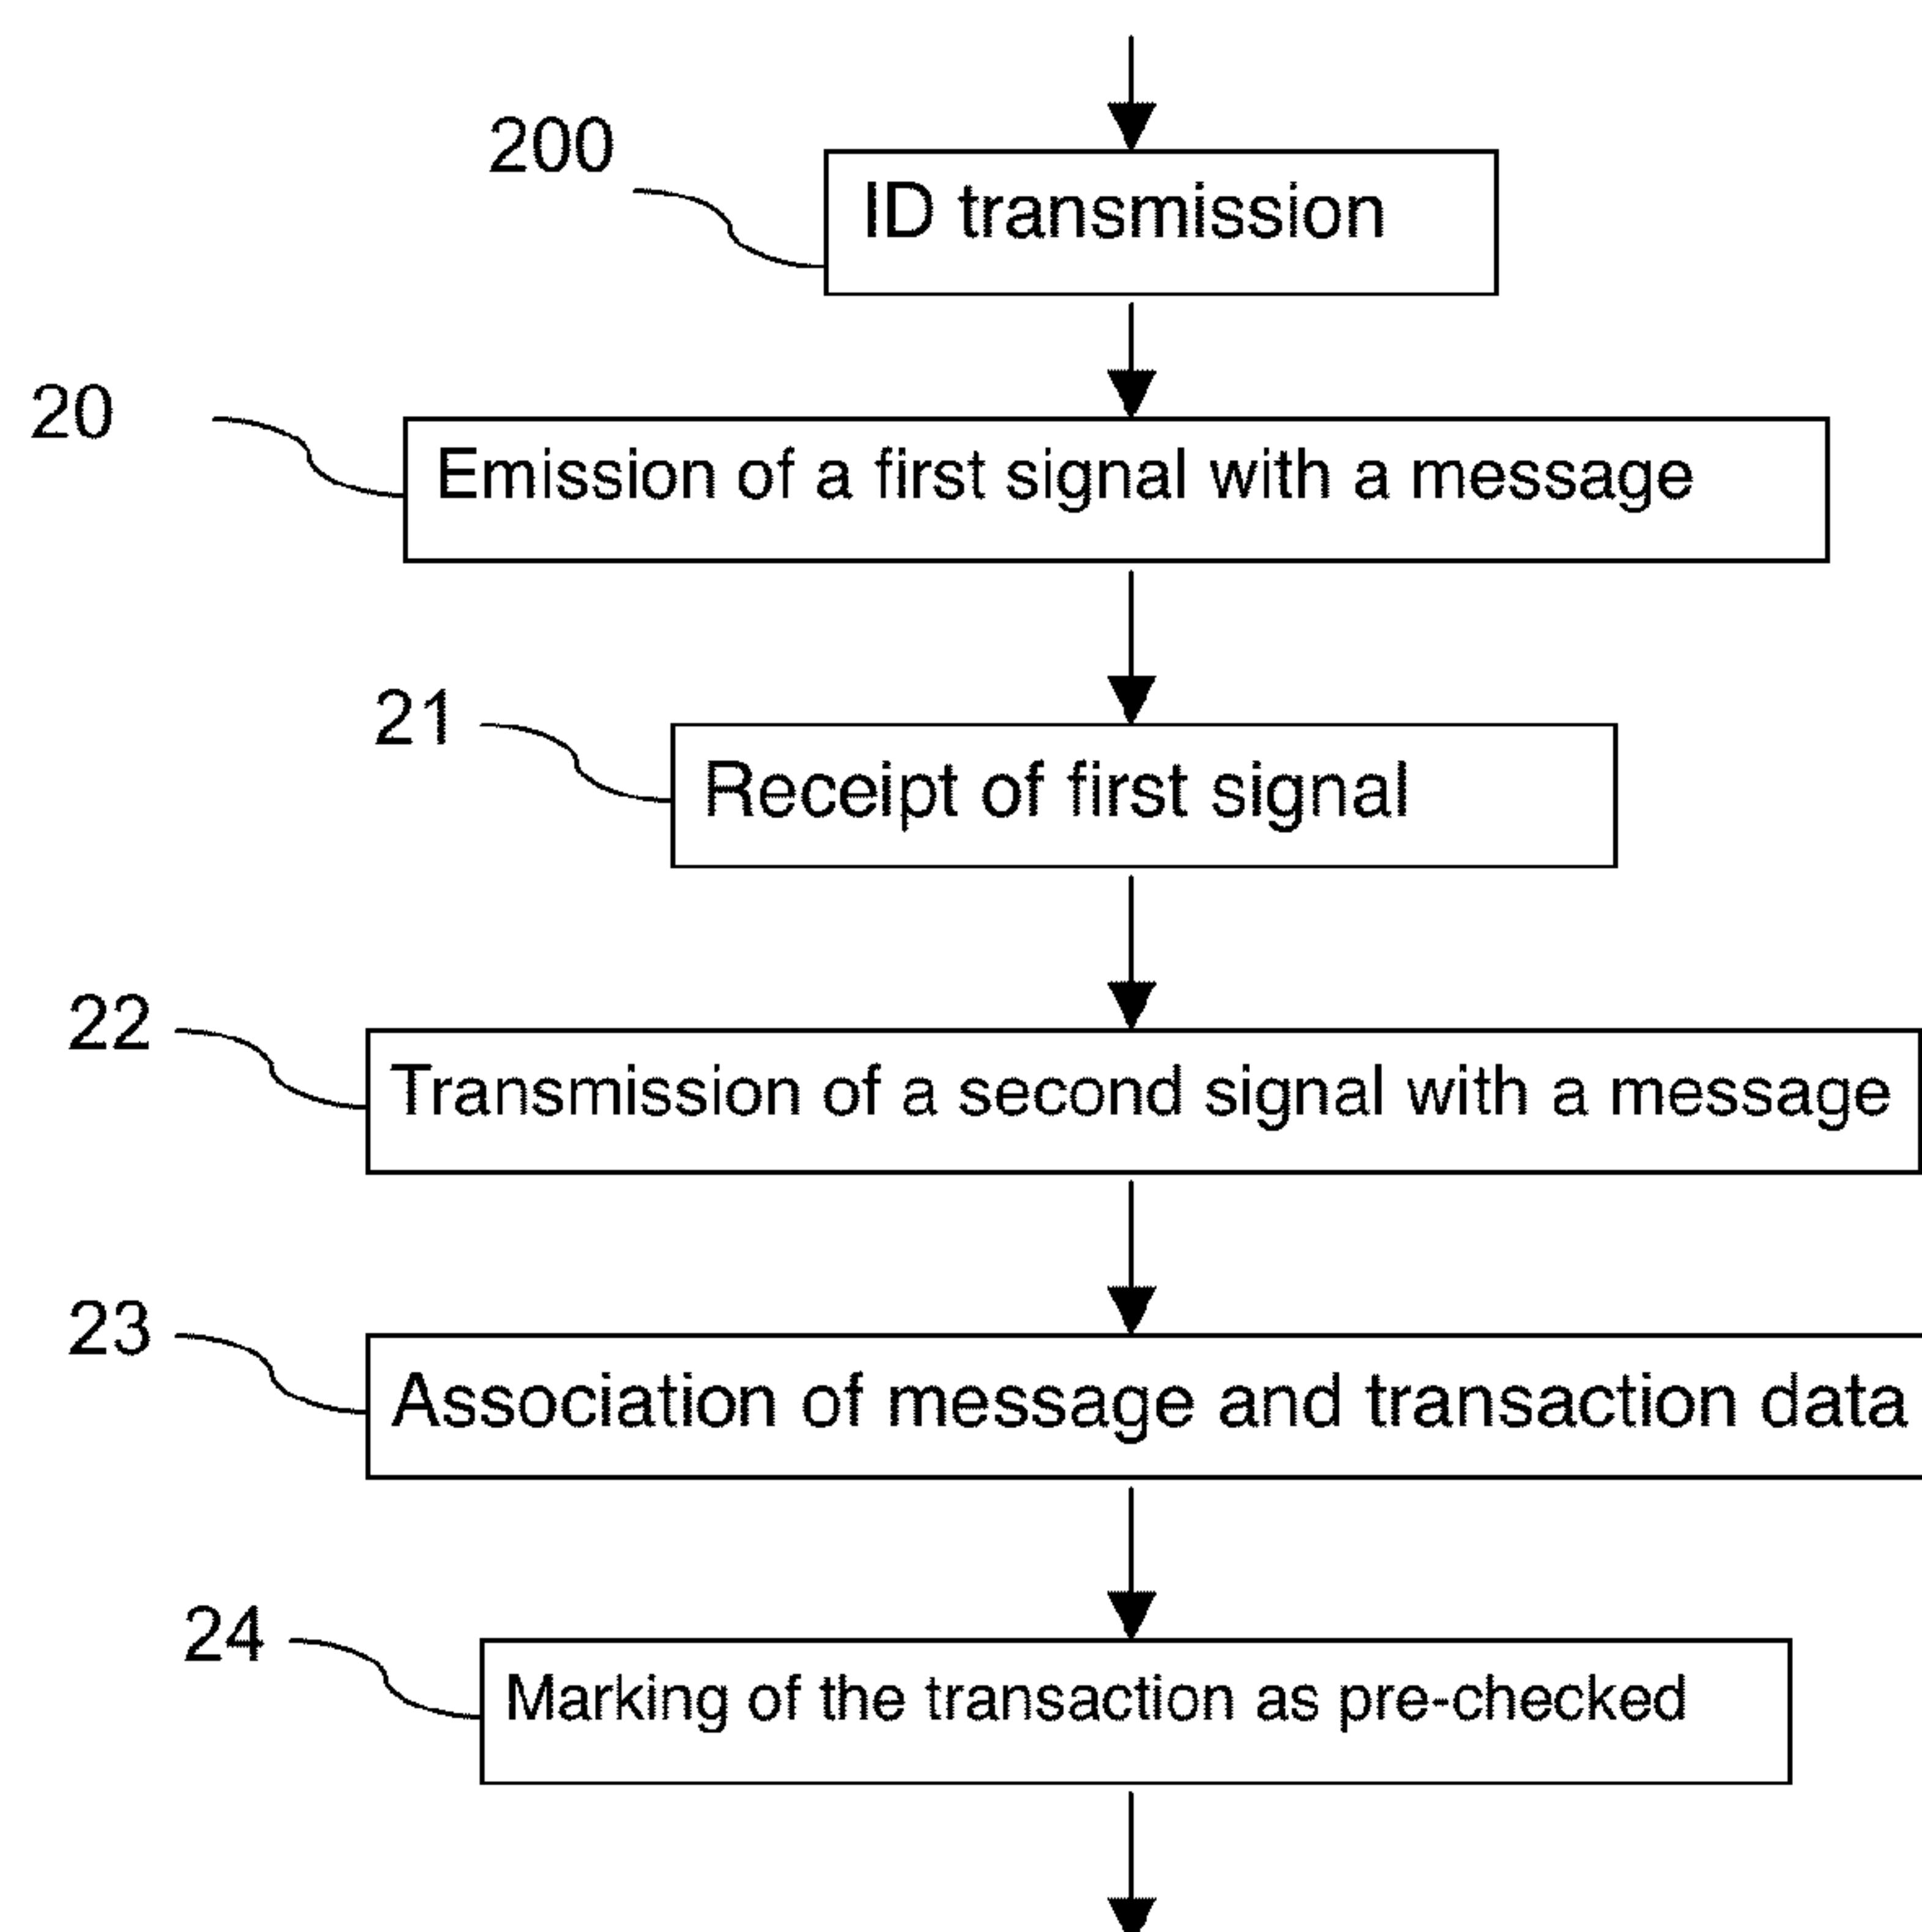 200
ID transmission
20
Emission of a first signal with a message
21
Receipt of first signal
22
Transmission of a second signal with a message
23
Association of message and transaction data
24
Marking of the transaction as pre-checked